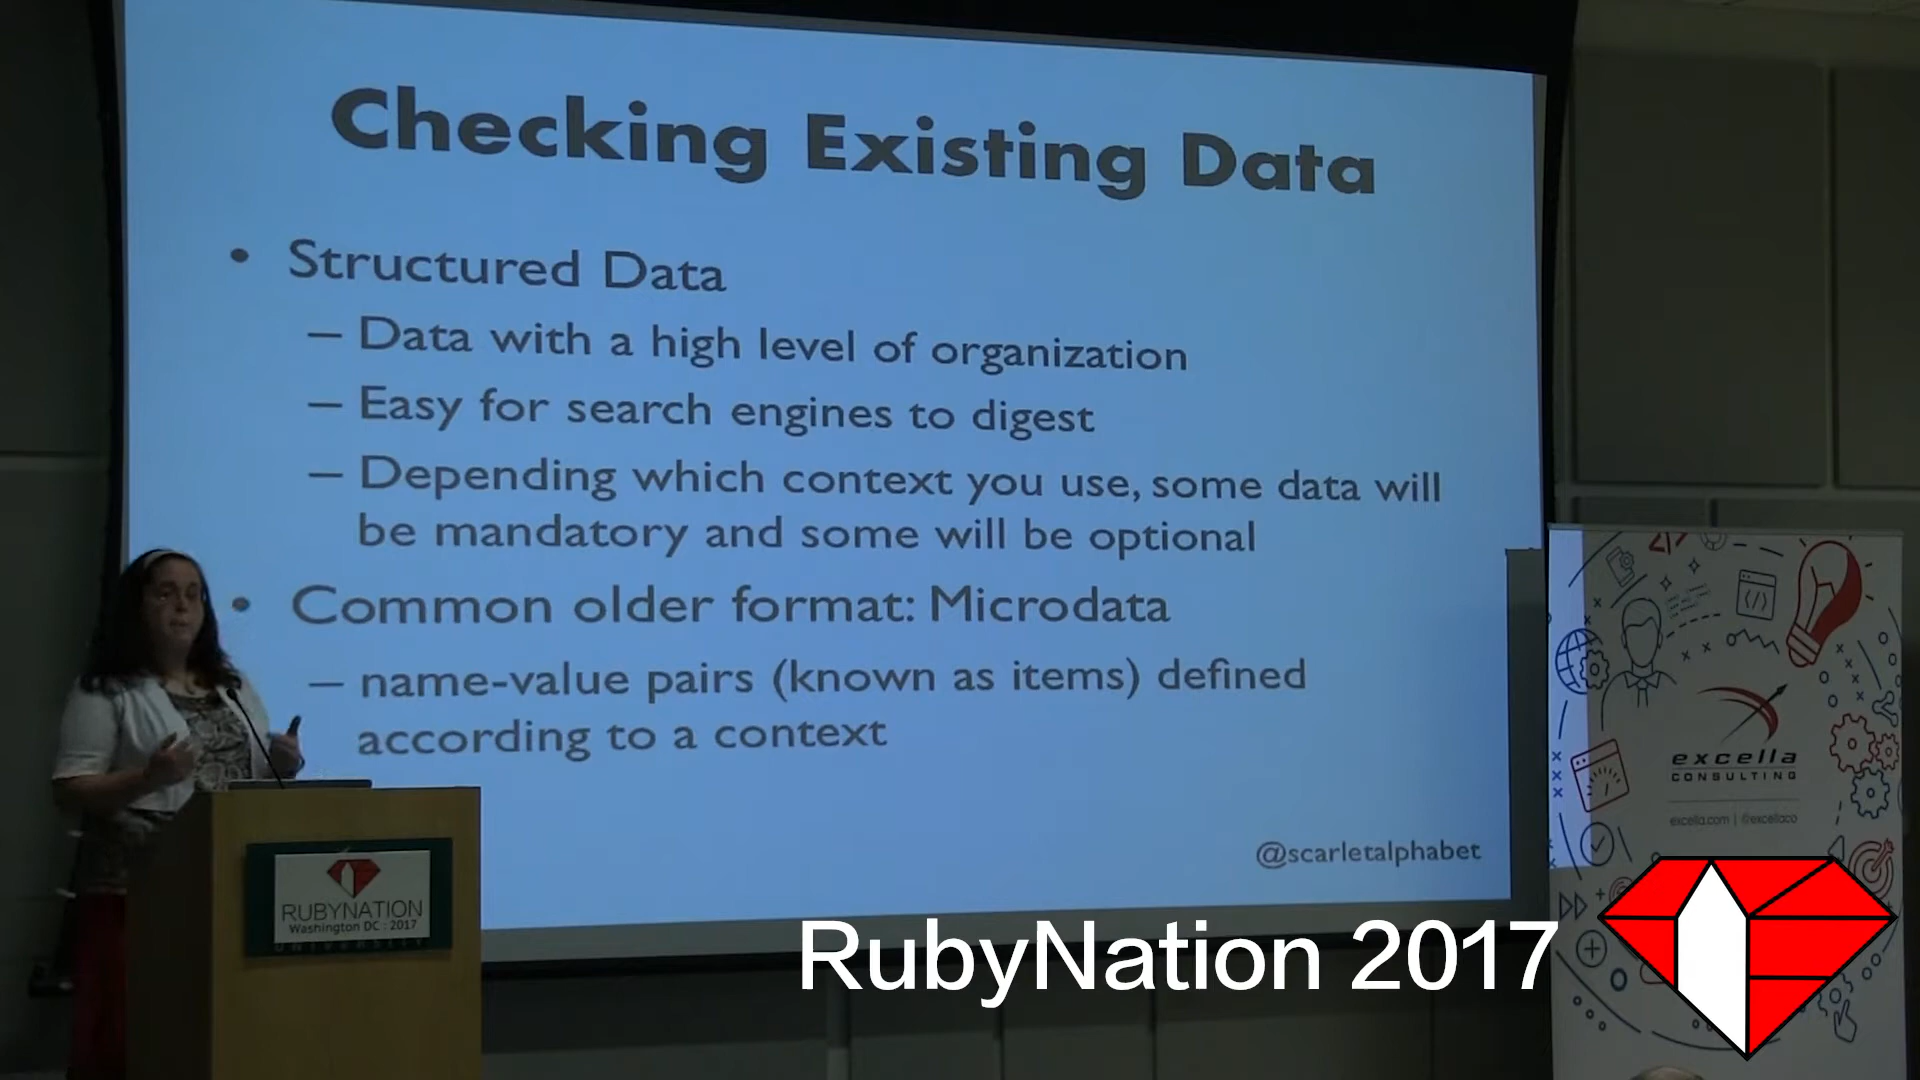 Checking Existing Data
• Structured Data
– Data with a high level of organization
– Easy for search engines to digest
– Depending which context you use, some data will
be mandatory and some will be optional
• Common older format: Microdata
– name-value pairs (known as items) defined
according to a context
@scarletalphabet
excella
CONSULTING
excella.com | @excellaco
RUBYNATION
Washington DC : 2017
UNIVERSITY
RubyNation 2017